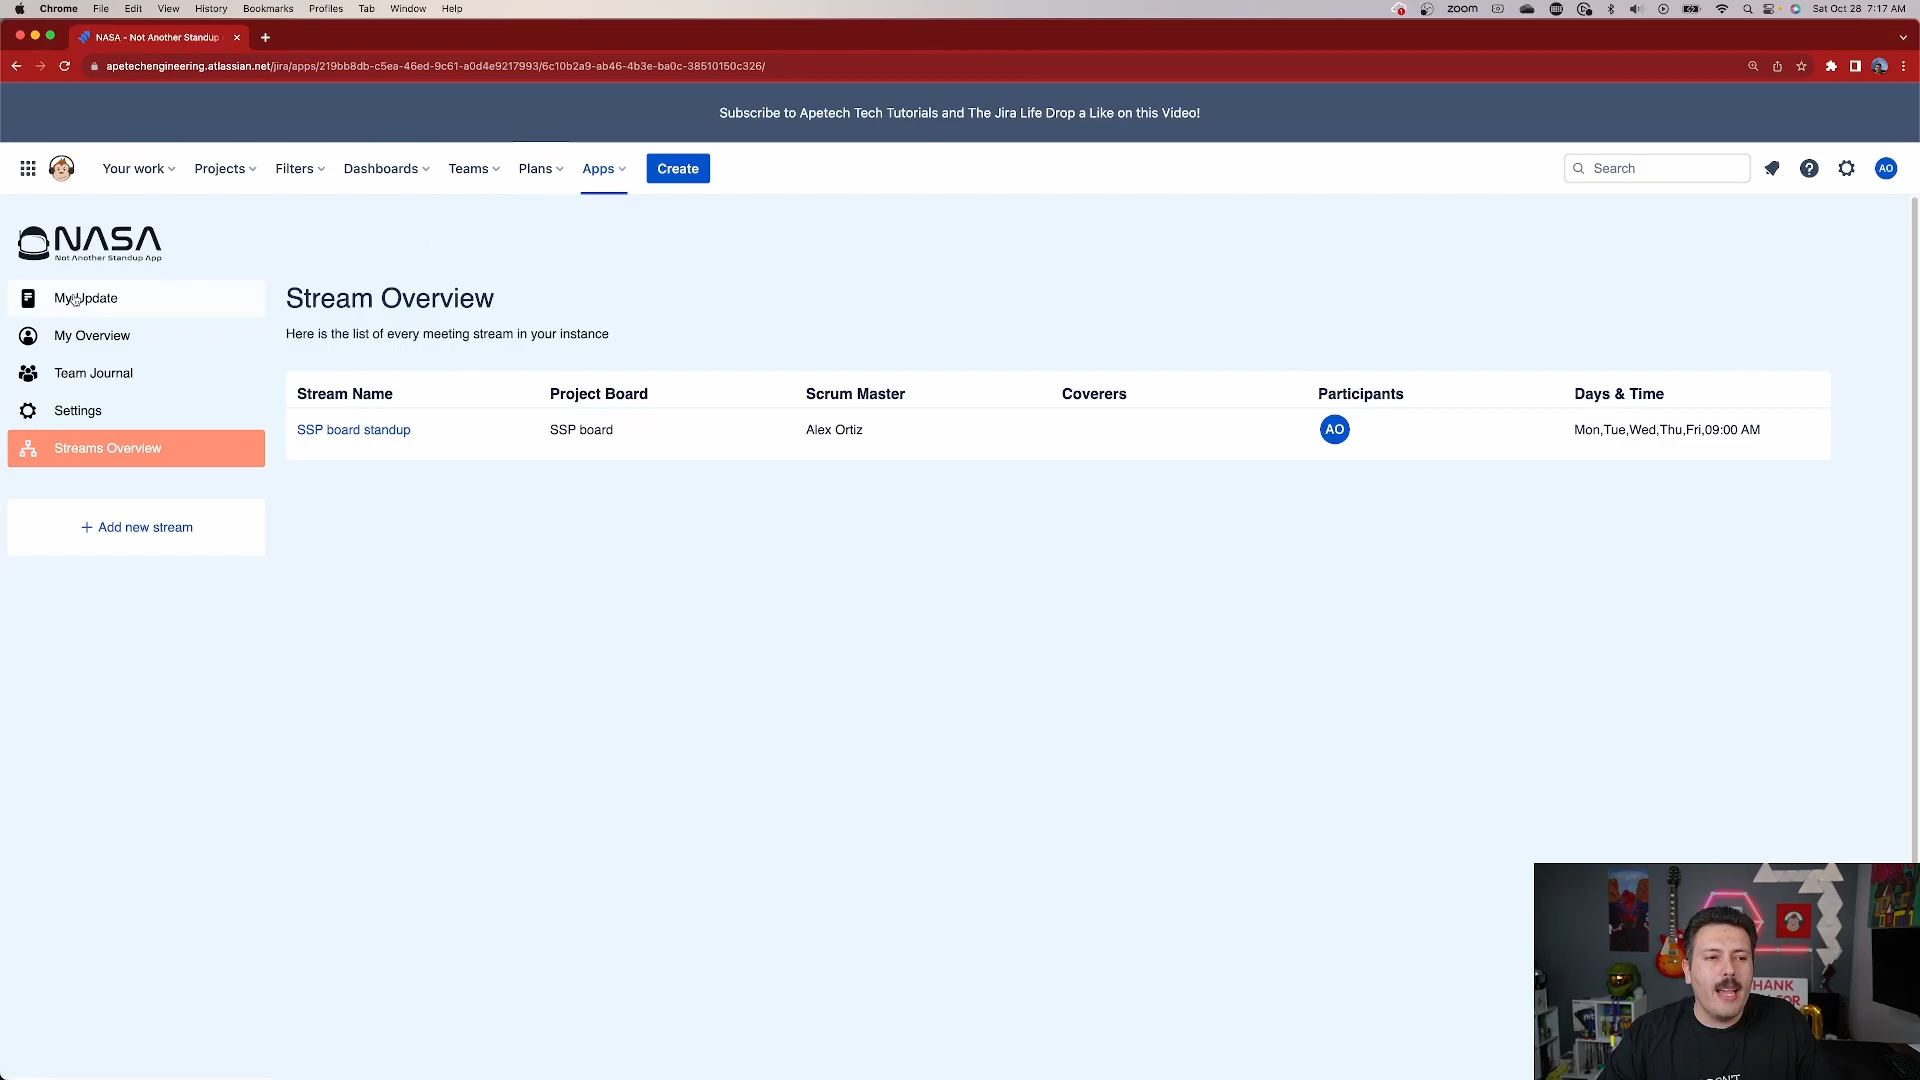 Chrome File Edit View History Bookmarks Profiles Tab Window Help
zoom Sat Oct 28 7:17 AM
NASA - Not Another Standup
apetechengineering.atlassian.net/jira/apps/219bb8db-c5ea-46ed-9c61-a0d4e9217993/6c10b2a9-ab46-4b3e-ba0c-38510150c326/
Subscribe to Apetech Tech Tutorials and The Jira Life Drop a Like on this Video!
Your work Projects Filters Dashboards Teams Plans Apps Create Search AO
NASA
Not Another Standup App
My Update
My Overview
Team Journal
Settings
Streams Overview
+ Add new stream
Stream Overview
Here is the list of every meeting stream in your instance
Stream Name Project Board Scrum Master Coverers Participants Days & Time
SSP board standup SSP board Alex Ortiz AO Mon,Tue,Wed,Thu,Fri,09:00 AM